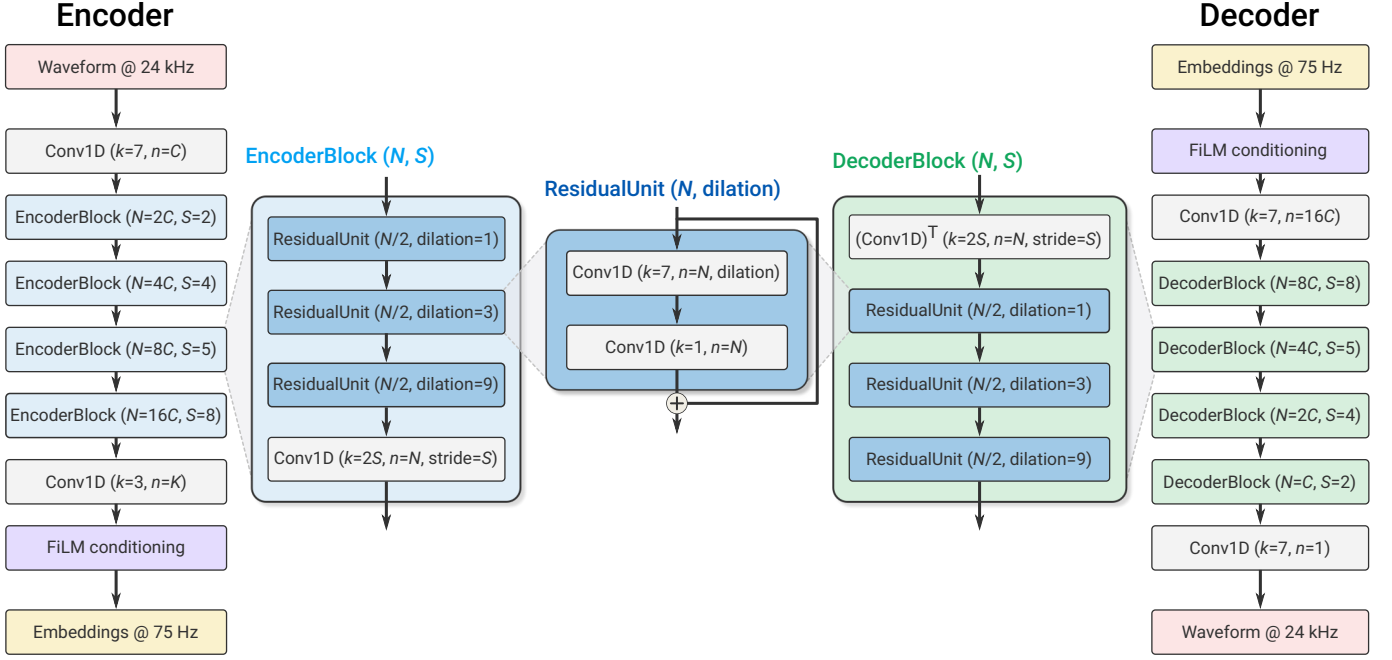 Encoder
Waveform @ 24 kHz
Conv1D (k=7, n=C)
EncoderBlock (N=2C, S=2)
EncoderBlock (N=4C, S=4)
EncoderBlock (N=8C, S=5)
EncoderBlock (N=16C, S=8)
Conv1D (k=3, n=K)
FiLM conditioning
Embeddings @ 75 Hz
EncoderBlock (N, S)
ResidualUnit (N/2, dilation=1)
ResidualUnit (N/2, dilation=3)
ResidualUnit (N/2, dilation=9)
Conv1D (k=2S, n=N, stride=S)
ResidualUnit (N, dilation)
Conv1D (k=7, n=N, dilation)
Conv1D (k=1, n=N)
+
DecoderBlock (N, S)
(Conv1D)ᵀ (k=2S, n=N, stride=S)
ResidualUnit (N/2, dilation=1)
ResidualUnit (N/2, dilation=3)
ResidualUnit (N/2, dilation=9)
Decoder
Embeddings @ 75 Hz
FiLM conditioning
Conv1D (k=7, n=16C)
DecoderBlock (N=8C, S=8)
DecoderBlock (N=4C, S=5)
DecoderBlock (N=2C, S=4)
DecoderBlock (N=C, S=2)
Conv1D (k=7, n=1)
Waveform @ 24 kHz